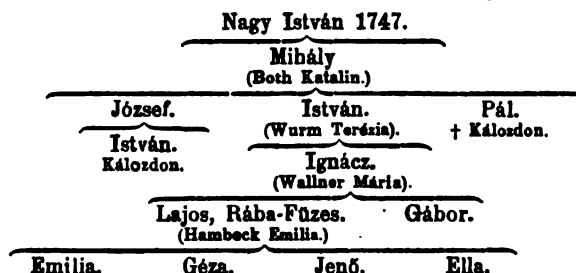 Nagy István 1747.
Mihály
(Both Katalin.)
József. István. Pál.
(Wurm Terézia). † Kálozdon.
István.
Kálozdon.
Ignácz.
(Wallner Mária).
Lajos, Rába-Füzes. Gábor.
(Hambeck Emilia.)
Emilia. Géza. Jenő. Ella.